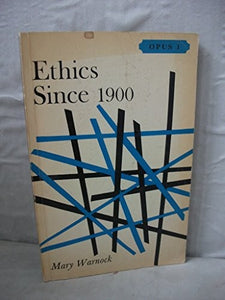 OPUS 1
Ethics
Since 1900
Mary Warnock